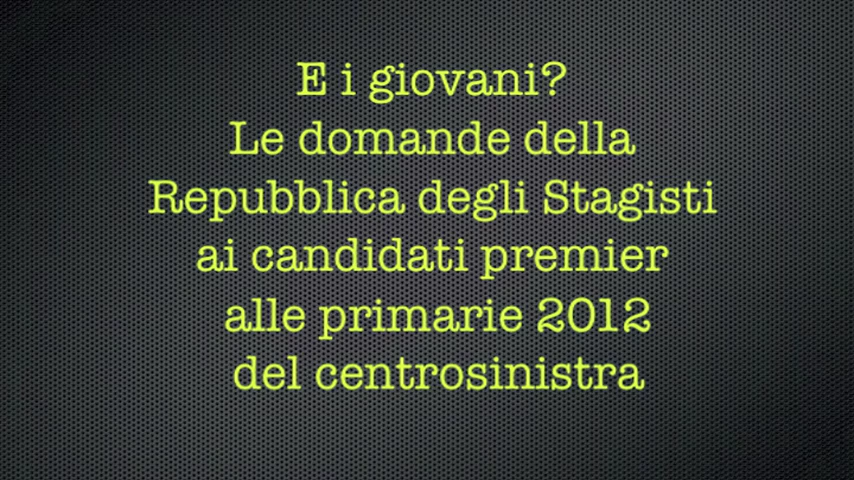 E i giovani?
Le domande della
Repubblica degli Stagisti
ai candidati premier
alle primarie 2012
del centrosinistra